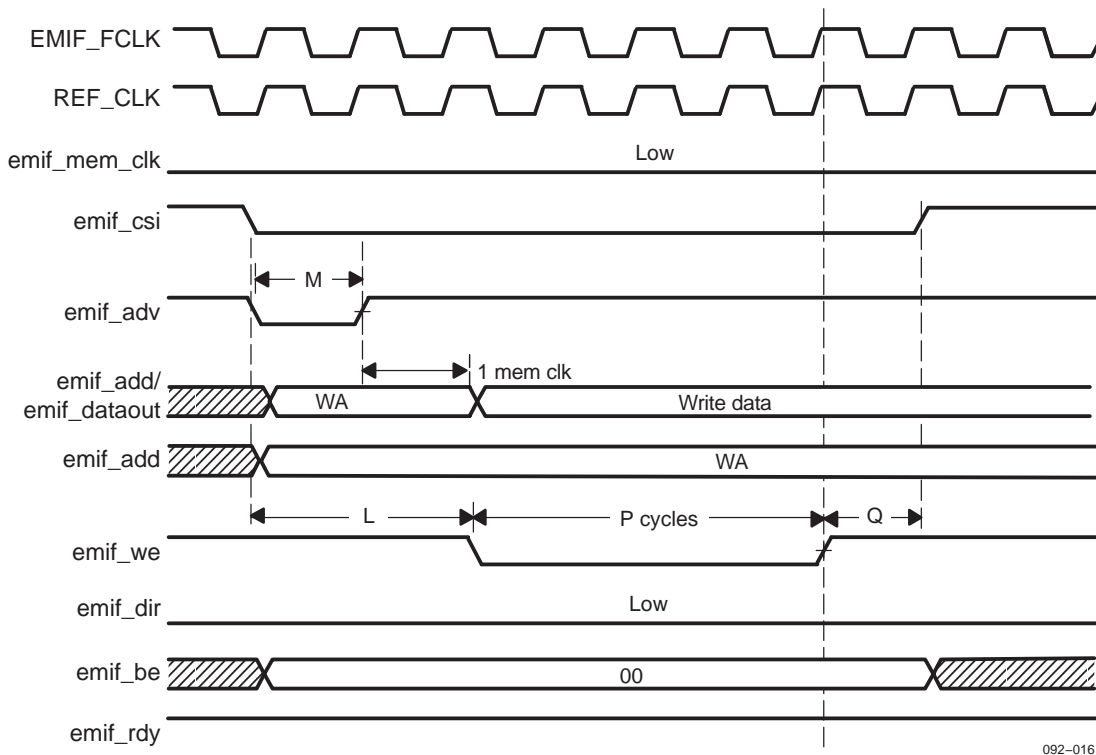 EMIF_FCLK
REF_CLK
emif_mem_clk
Low
emif_csi
M
emif_adv
1 mem clk
emif_add/
emif_dataout
WA
Write data
emif_add
WA
L
P cycles
Q
emif_we
emif_dir
Low
emif_be
00
emif_rdy
092–016